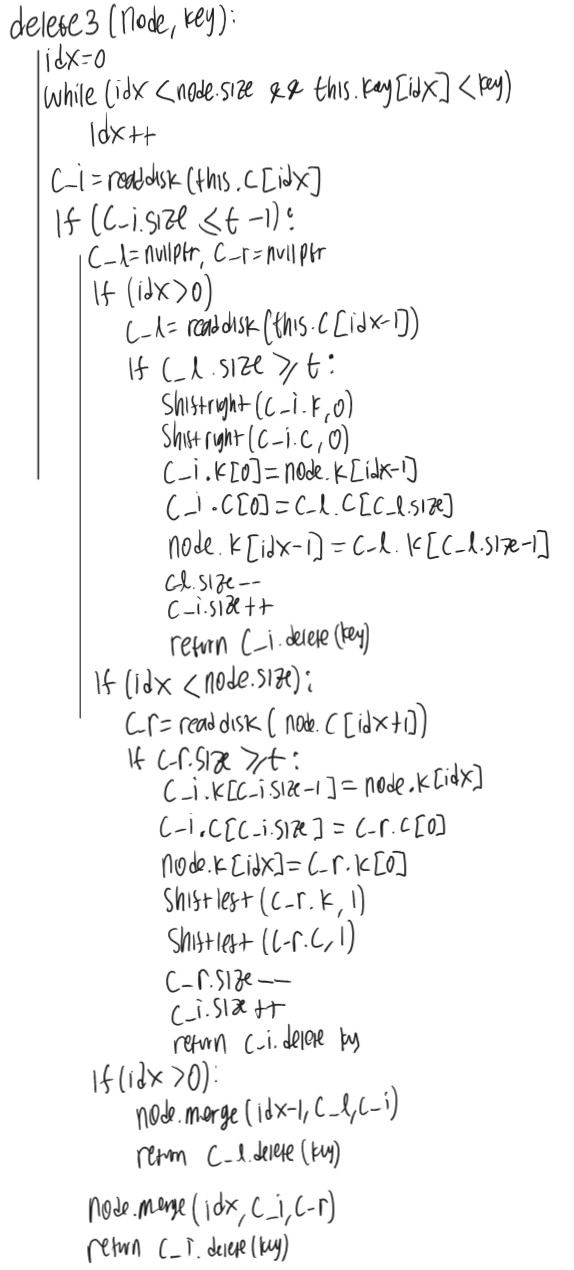 delete3 (node, key):
idx=0
while (idx < node.size && this.key[idx] < key)
idx++
C_i = readdisk(this.C[idx]
If (C_i.size ≤ t-1):
C_l=nullptr, C_r=nullptr
If (idx>0)
C_l= readdisk(this.C[idx-1])
If C_l.size ≥ t:
Shiftright(C_i.k,0)
Shiftright(C_i.C,0)
C_i.K[0]=node.K[idx-1]
C_i.C[0]=C_l.C[C_l.size]
node.K[idx-1]=C_l.K[C_l.size-1]
Cl.size--
C_i.size++
return C_i.delete(key)
If (idx < node.size):
C_r=readdisk(node.C[idx+1])
If C_r.size ≥ t:
C_i.K[C_i.size-1]=node.K[idx]
C_i.C[C_i.size]=C_r.C[0]
node.K[idx]=C_r.K[0]
Shiftleft(C_r.K,1)
Shiftleft(C_r.C,1)
C_r.size--
C_i.size++
return C_i.delete key
If(idx >0):
node.merge(idx-1,C_l,C_i)
return C_l.delete(key)
node.merge(idx,C_i,C_r)
return C_i.delete(key)